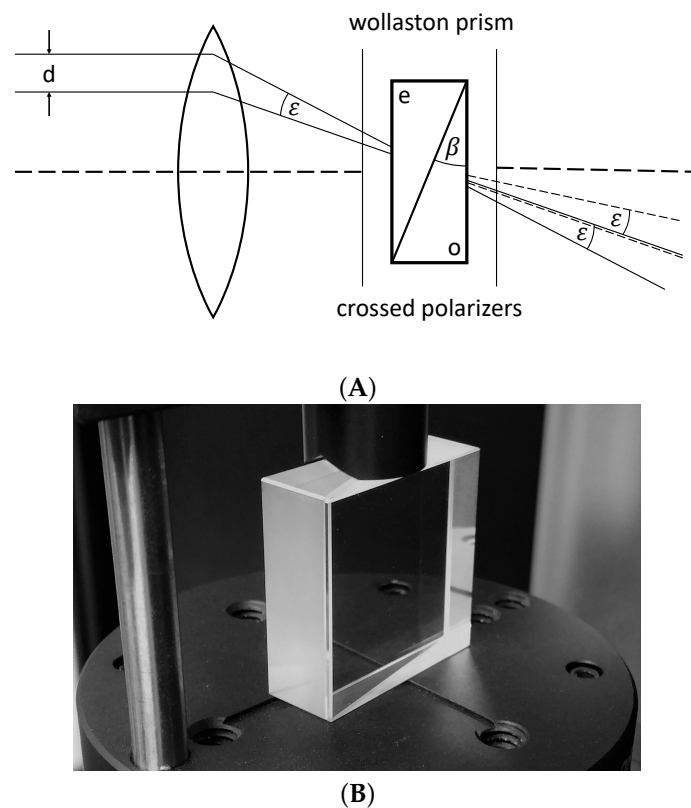 wollaston prism
d
ε
e
β
o
ε
ε
crossed polarizers
(A)
(B)